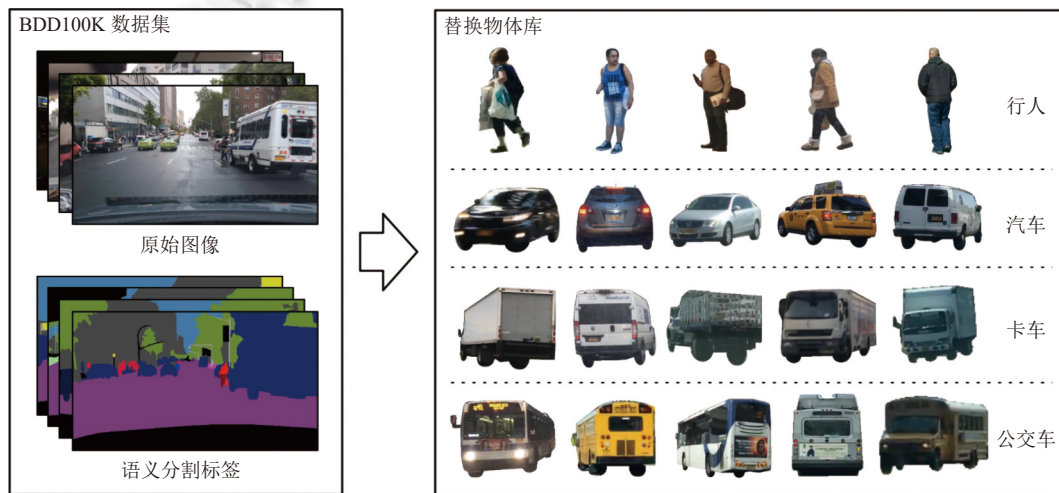 BDD100K 数据集
原始图像
语义分割标签
替换物体库
行人
汽车
卡车
公交车